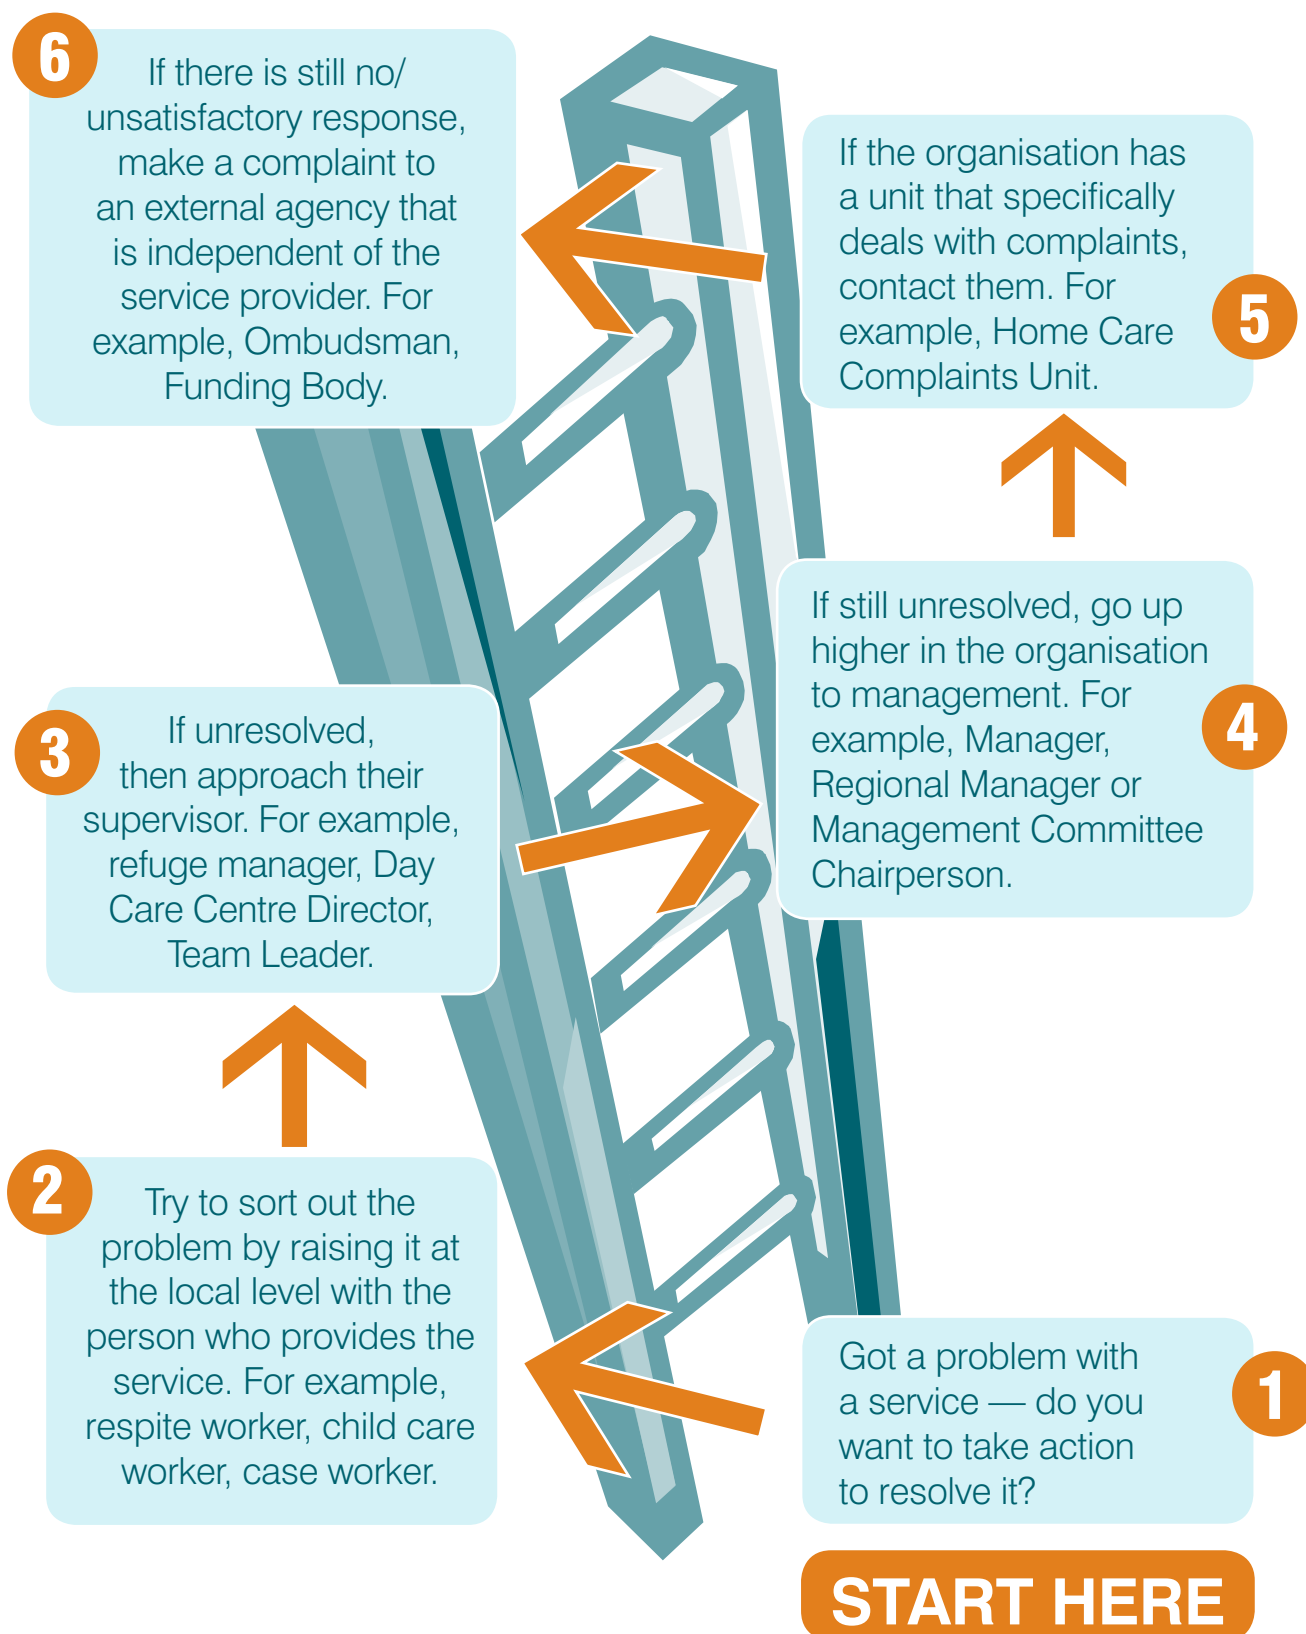 6
If there is still no/
unsatisfactory response,
make a complaint to
an external agency that
is independent of the
service provider. For
example, Ombudsman,
Funding Body.
If the organisation has
a unit that specifically
deals with complaints,
contact them. For
example, Home Care
Complaints Unit.
5
If still unresolved, go up
higher in the organisation
to management. For
example, Manager,
Regional Manager or
Management Committee
Chairperson.
4
3
If unresolved,
then approach their
supervisor. For example,
refuge manager, Day
Care Centre Director,
Team Leader.
2
Try to sort out the
problem by raising it at
the local level with the
person who provides the
service. For example,
respite worker, child care
worker, case worker.
Got a problem with
a service — do you
want to take action
to resolve it?
1
START HERE